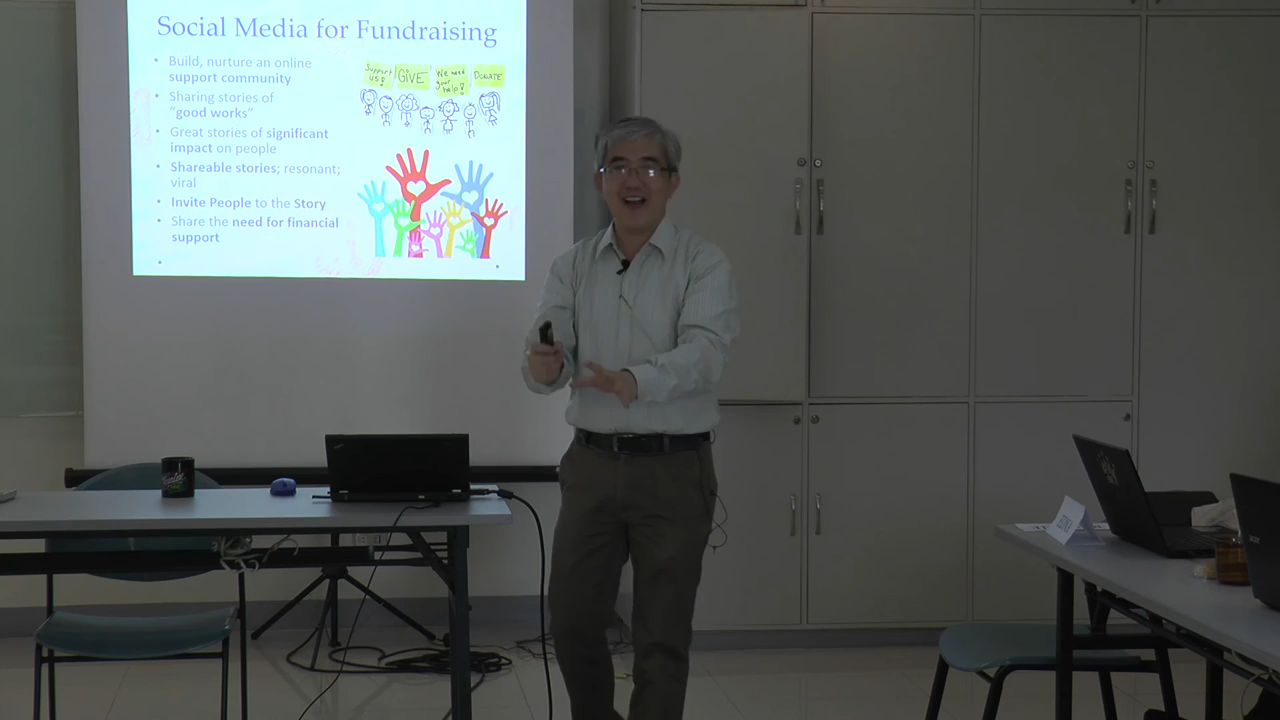 Social Media for Fundraising
• Build, nurture an online
support community
• Sharing stories of
"good works"
• Great stories of significant
impact on people
• Shareable stories; resonant;
viral
• Invite People to the Story
• Share the need for financial
support
Support us!
GIVE
We need your help!
DONATE